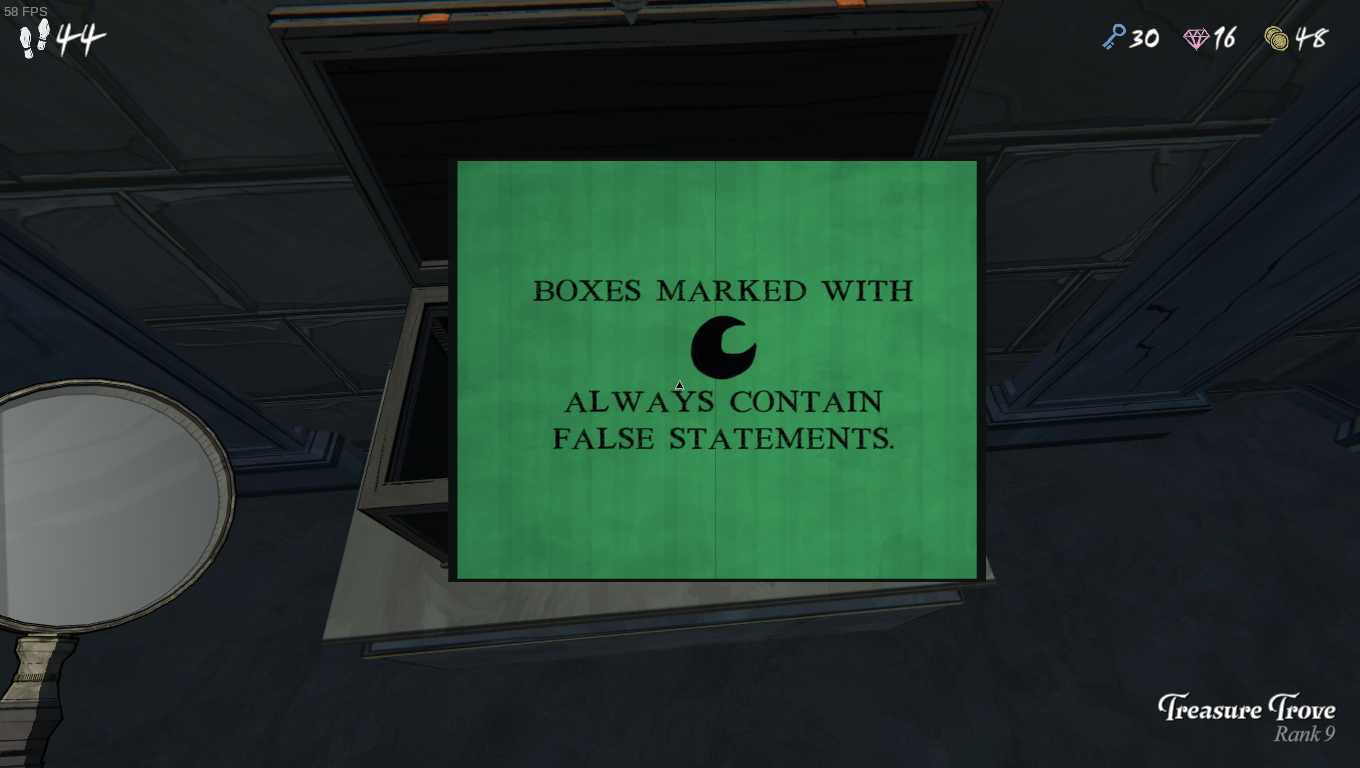 58 FPS
44
30
16
48
BOXES MARKED WITH
ALWAYS CONTAIN
FALSE STATEMENTS.
Treasure Trove
Rank 9